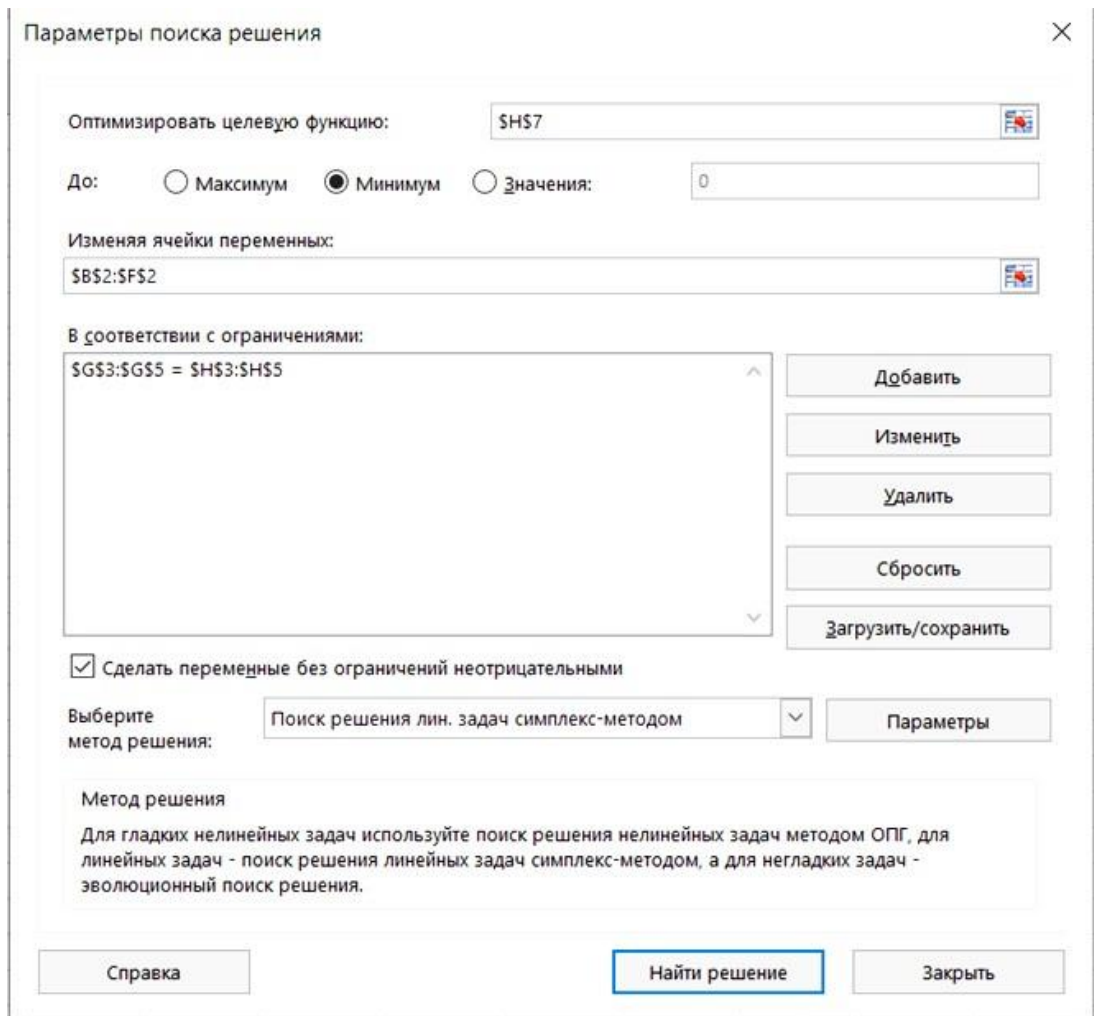 Параметры поиска решения
Оптимизировать целевую функцию:
$H$7
До:
Максимум
Минимум
Значения:
0
Изменяя ячейки переменных:
$B$2:$F$2
В соответствии с ограничениями:
$G$3:$G$5 = $H$3:$H$5
Добавить
Изменить
Удалить
Сбросить
Загрузить/сохранить
Сделать переменные без ограничений неотрицательными
Выберите
метод решения:
Поиск решения лин. задач симплекс-методом
Параметры
Метод решения
Для гладких нелинейных задач используйте поиск решения нелинейных задач методом ОПГ, для
линейных задач - поиск решения линейных задач симплекс-методом, а для негладких задач -
эволюционный поиск решения.
Справка
Найти решение
Закрыть